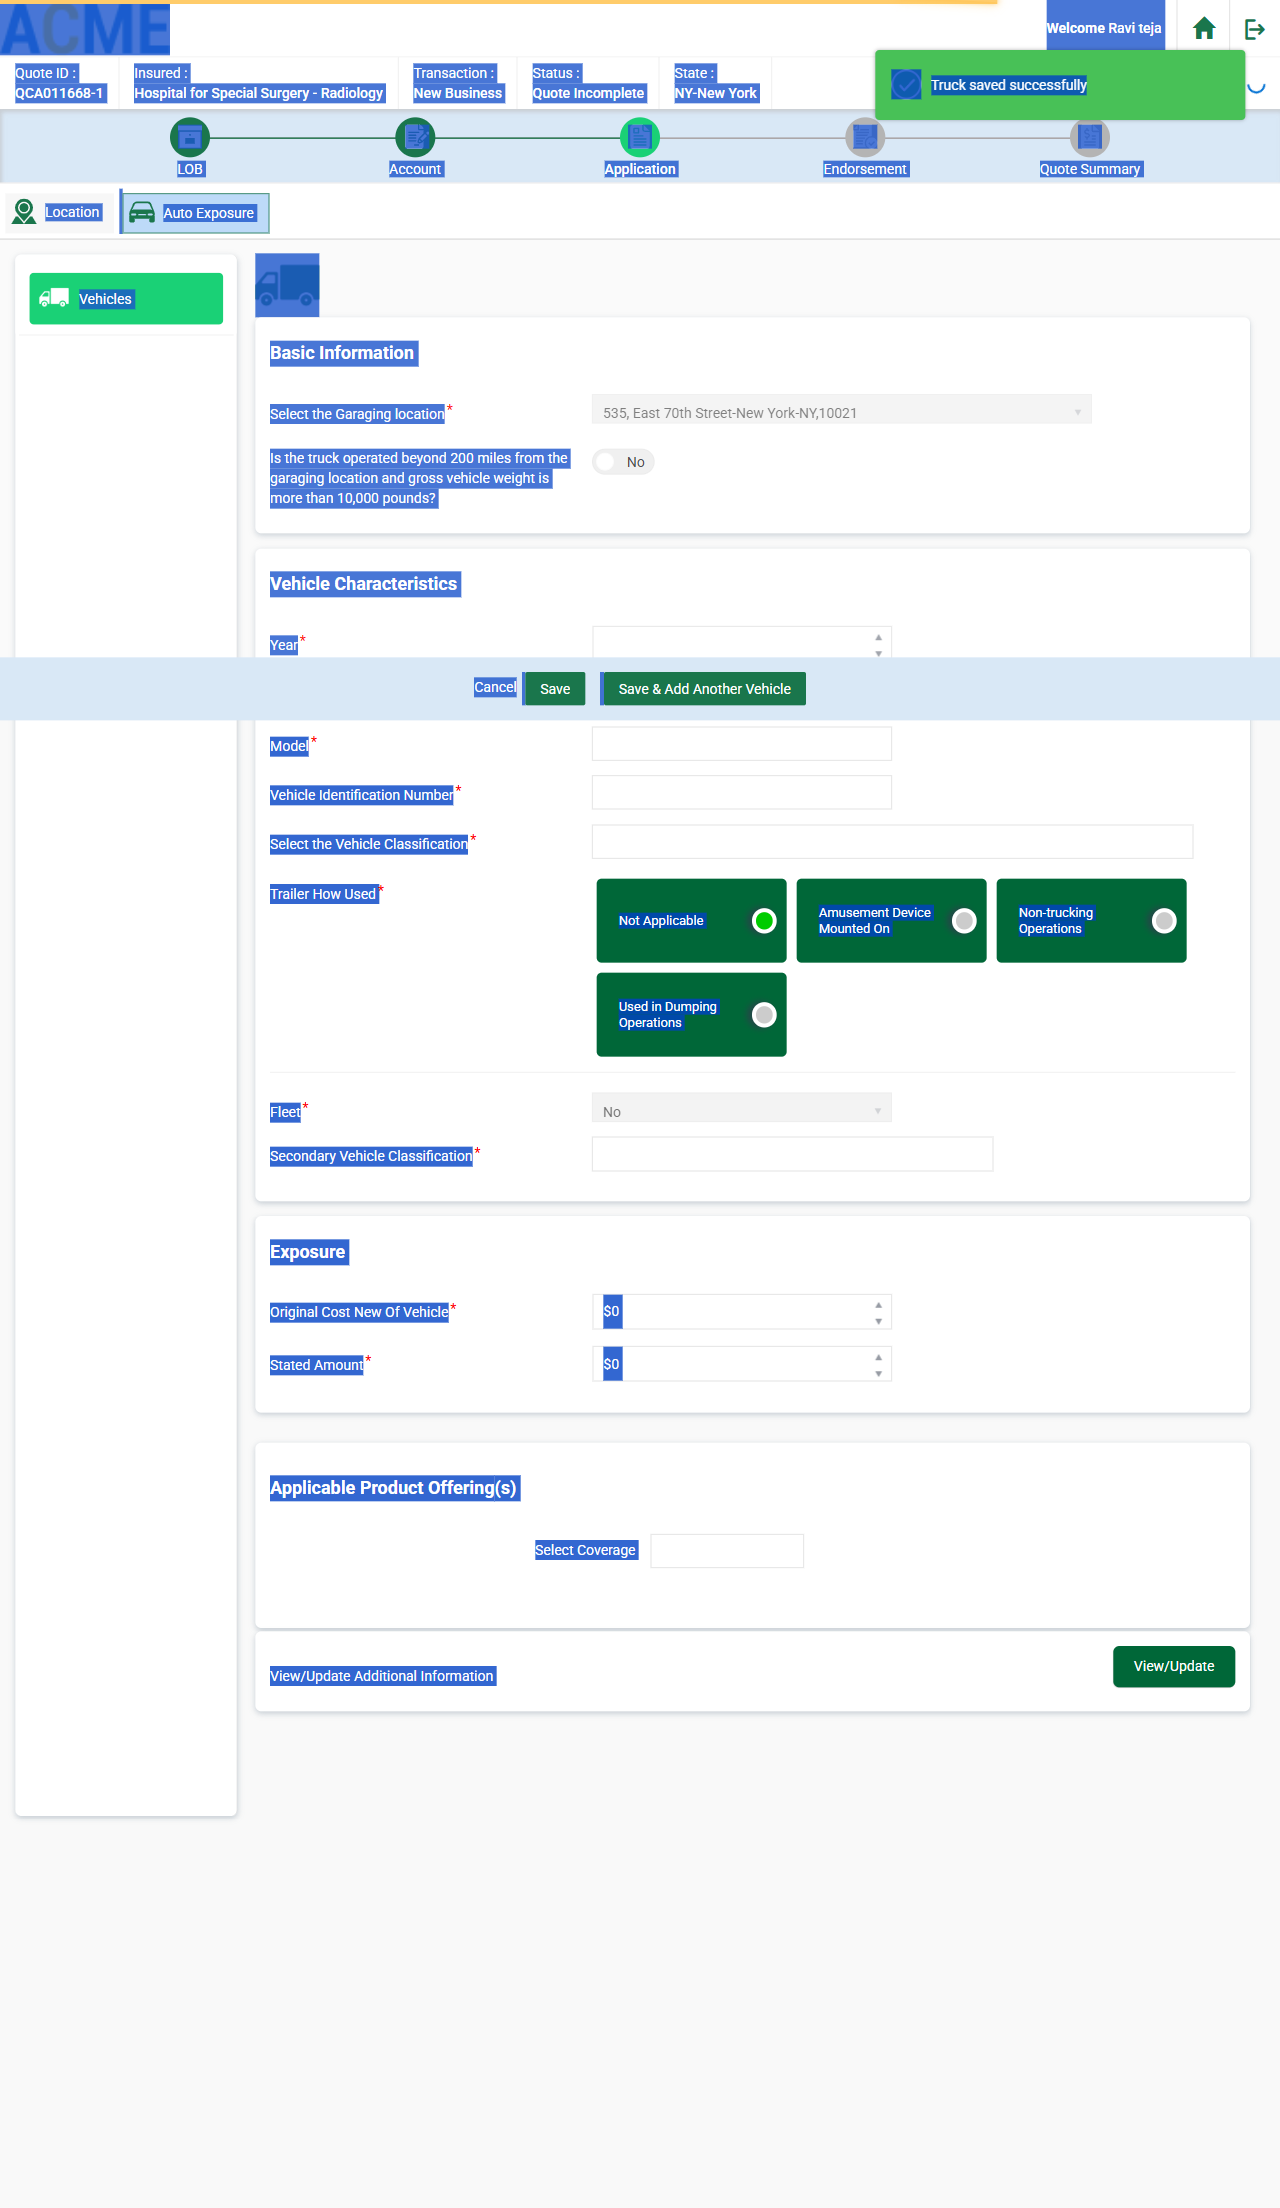 ACME
Welcome Ravi teja
Quote ID :
QCA011668-1
Insured :
Hospital for Special Surgery - Radiology
Transaction :
New Business
Status :
Quote Incomplete
State :
NY-New York
Truck saved successfully
LOB
Account
Application
Endorsement
Quote Summary
Location
Auto Exposure
Vehicles
Basic Information
Select the Garaging location*
535, East 70th Street-New York-NY,10021
Is the truck operated beyond 200 miles from the
garaging location and gross vehicle weight is
more than 10,000 pounds?
No
Vehicle Characteristics
Year*
Cancel
Save
Save & Add Another Vehicle
Model*
Vehicle Identification Number*
Select the Vehicle Classification*
Trailer How Used*
Not Applicable
Amusement Device
Mounted On
Non-trucking
Operations
Used in Dumping
Operations
Fleet*
No
Secondary Vehicle Classification*
Exposure
Original Cost New Of Vehicle*
$0
Stated Amount*
$0
Applicable Product Offering(s)
Select Coverage
View/Update Additional Information
View/Update